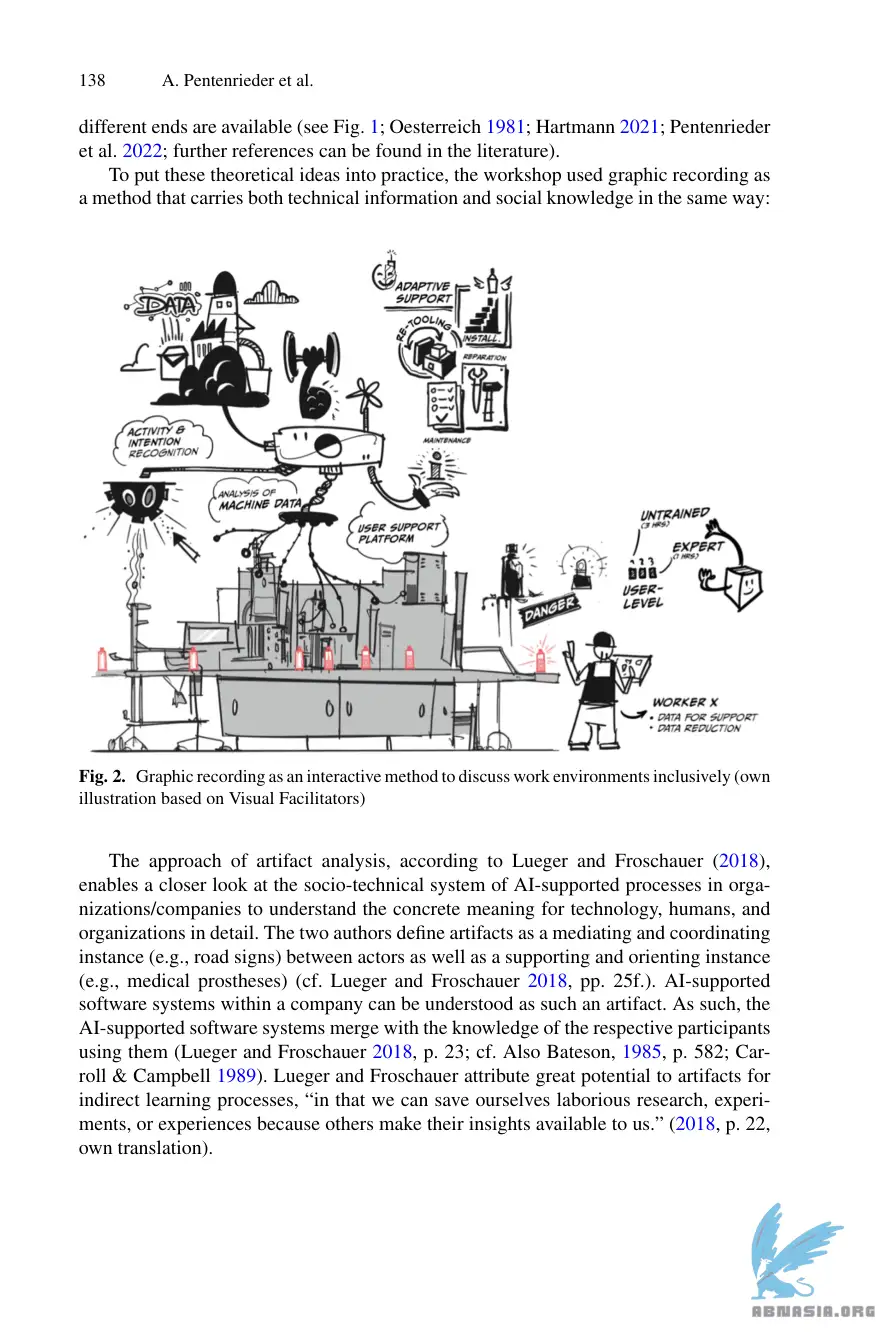 138 A. Pentenrieder et al.
different ends are available (see Fig. 1; Oesterreich 1981; Hartmann 2021; Pentenrieder
et al. 2022; further references can be found in the literature).
To put these theoretical ideas into practice, the workshop used graphic recording as
a method that carries both technical information and social knowledge in the same way:
DATA
ADAPTIVE
SUPPORT
RE-TOOLING
INSTALL.
REPARATION
MAINTENANCE
ACTIVITY &
INTENTION
RECOGNITION
ANALYSIS OF
MACHINE DATA
USER SUPPORT
PLATFORM
UNTRAINED
(3 HRS)
EXPERT
(1 HRS)
1 2 3
USER-
LEVEL
DANGER
WORKER X
• DATA FOR SUPPORT
• DATA REDUCTION
Fig. 2. Graphic recording as an interactive method to discuss work environments inclusively (own
illustration based on Visual Facilitators)
The approach of artifact analysis, according to Lueger and Froschauer (2018),
enables a closer look at the socio-technical system of AI-supported processes in orga-
nizations/companies to understand the concrete meaning for technology, humans, and
organizations in detail. The two authors define artifacts as a mediating and coordinating
instance (e.g., road signs) between actors as well as a supporting and orienting instance
(e.g., medical prostheses) (cf. Lueger and Froschauer 2018, pp. 25f.). AI-supported
software systems within a company can be understood as such an artifact. As such, the
AI-supported software systems merge with the knowledge of the respective participants
using them (Lueger and Froschauer 2018, p. 23; cf. Also Bateson, 1985, p. 582; Car-
roll & Campbell 1989). Lueger and Froschauer attribute great potential to artifacts for
indirect learning processes, “in that we can save ourselves laborious research, experi-
ments, or experiences because others make their insights available to us.” (2018, p. 22,
own translation).
ABNASIA.ORG